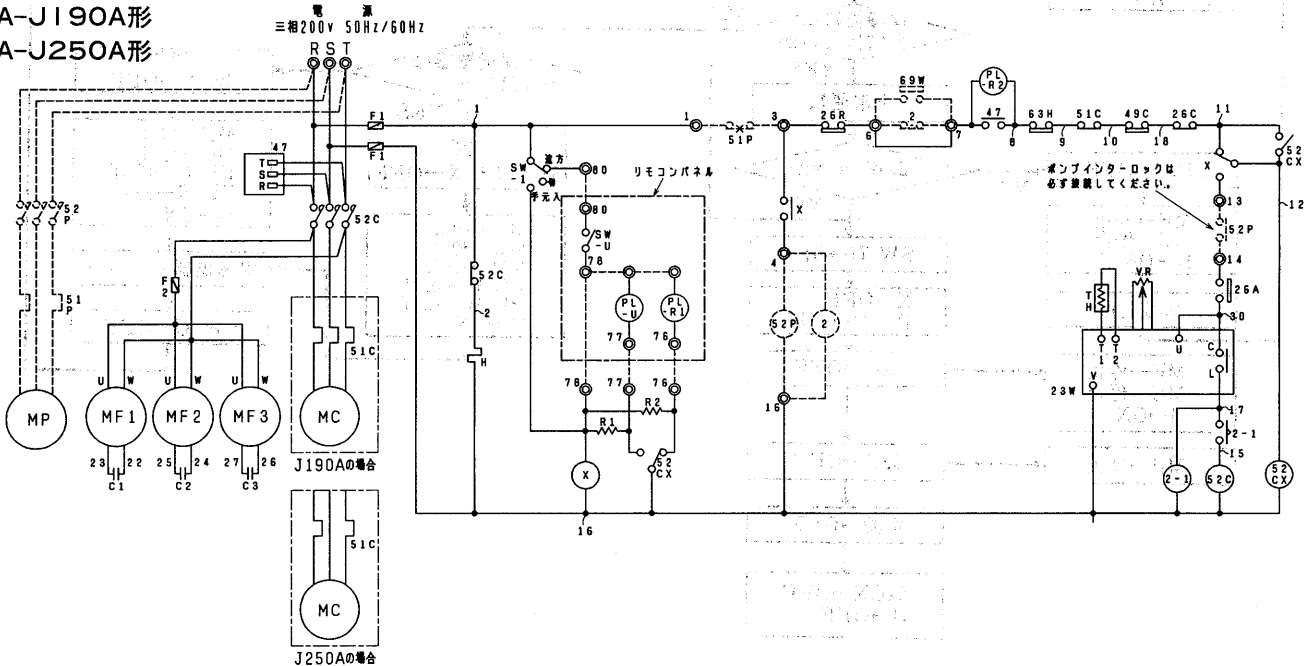 A-J190A形
A-J250A形
電 源
三相200v 50Hz/60Hz
R S T
F1
F1
1
1
51P
3
26R
69W
6
2
7
PL
-R2
47
8
63H
9
51C
10
49C
18
26C
11
52
CX
X
12
47
T
S
R
SW
-1
遠方
切
手元入
80
リモコンパネル
80
SW
-U
78
PL
-U
PL
-R1
77
76
78
77
76
ポンプインターロックは
必ず接続してください。
13
52P
14
26A
30
X
4
52P
2
16
52
P
52C
F
2
51
P
52C
2
H
TH
VR
T
1
T
2
U
C
L
V
23W
17
2-1
15
51C
U
W
U
W
U
W
MP
MF1
MF2
MF3
MC
R2
R1
X
52
CX
16
2-1
52C
52
CX
23
22
25
24
27
26
C1
C2
C3
J190Aの場合
51C
MC
J250Aの場合